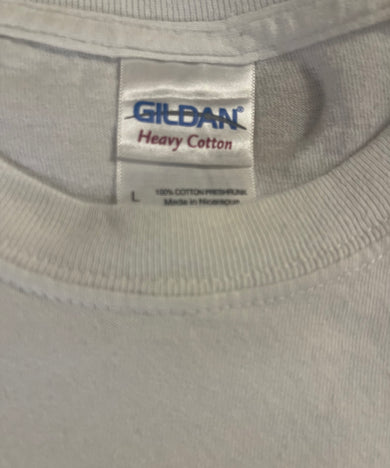 GILDAN®
Heavy Cotton
L 100% COTTON PRESHRUNK
Made in Nicaragua